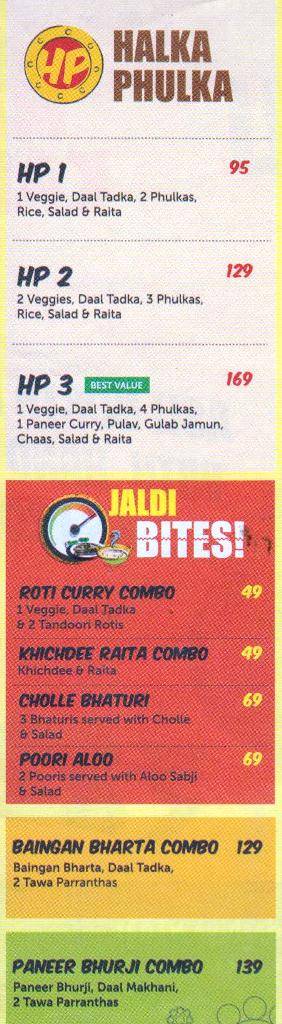 HP
HALKA
PHULKA
HP 1 95
1 Veggie, Daal Tadka, 2 Phulkas,
Rice, Salad & Raita
HP 2 129
2 Veggies, Daal Tadka, 3 Phulkas,
Rice, Salad & Raita
HP 3 BEST VALUE 169
1 Veggie, Daal Tadka, 4 Phulkas,
1 Paneer Curry, Pulav, Gulab Jamun,
Chaas, Salad & Raita
JALDI
BITES!
ROTI CURRY COMBO 49
1 Veggie, Daal Tadka
& 2 Tandoori Rotis
KHICHDEE RAITA COMBO 49
Khichdee & Raita
CHOLLE BHATURI 69
3 Bhaturis served with Cholle
& Salad
POORI ALOO 69
2 Pooris served with Aloo Sabji
& Salad
BAINGAN BHARTA COMBO 129
Baingan Bharta, Daal Tadka,
2 Tawa Parranthas
PANEER BHURJI COMBO 139
Paneer Bhurji, Daal Makhani,
2 Tawa Parranthas